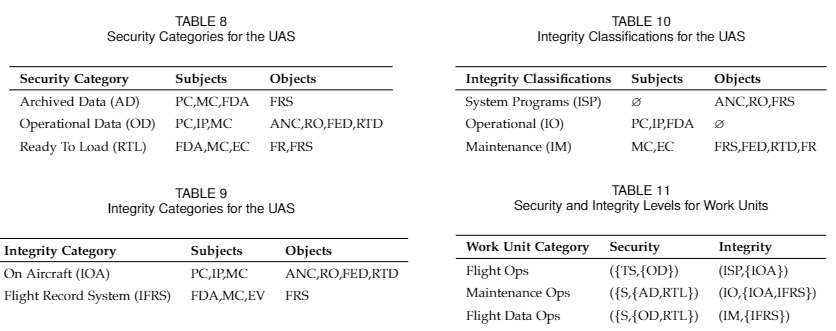 TABLE 8
Security Categories for the UAS
Security Category Subjects Objects
Archived Data (AD) PC,MC,FDA FRS
Operational Data (OD) PC,IP,MC ANC,RO,FED,RTD
Ready To Load (RTL) FDA,MC,EC FR,FRS
TABLE 9
Integrity Categories for the UAS
Integrity Category Subjects Objects
On Aircraft (IOA) PC,IP,MC ANC,RO,FED,RTD
Flight Record System (IFRS) FDA,MC,EV FRS
TABLE 10
Integrity Classifications for the UAS
Integrity Classifications Subjects Objects
System Programs (ISP) ∅ ANC,RO,FRS
Operational (IO) PC,IP,FDA ∅
Maintenance (IM) MC,EC FRS,FED,RTD,FR
TABLE 11
Security and Integrity Levels for Work Units
Work Unit Category Security Integrity
Flight Ops ({TS,{OD}) (ISP,{IOA})
Maintenance Ops ({S,{AD,RTL}) (IO,{IOA,IFRS})
Flight Data Ops ({S,{OD,RTL}) (IM,{IFRS})